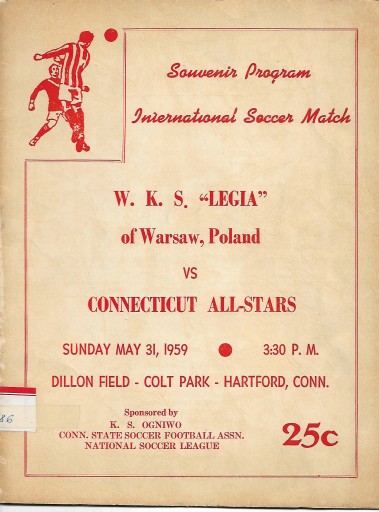 Souvenir Program
International Soccer Match
W. K. S. "LEGIA"
of Warsaw, Poland
VS
CONNECTICUT ALL-STARS
SUNDAY MAY 31, 1959 ● 3:30 P. M.
DILLON FIELD - COLT PARK - HARTFORD, CONN.
Sponsored by
K. S. OGNIWO
CONN. STATE SOCCER FOOTBALL ASSN.
NATIONAL SOCCER LEAGUE
25c
86